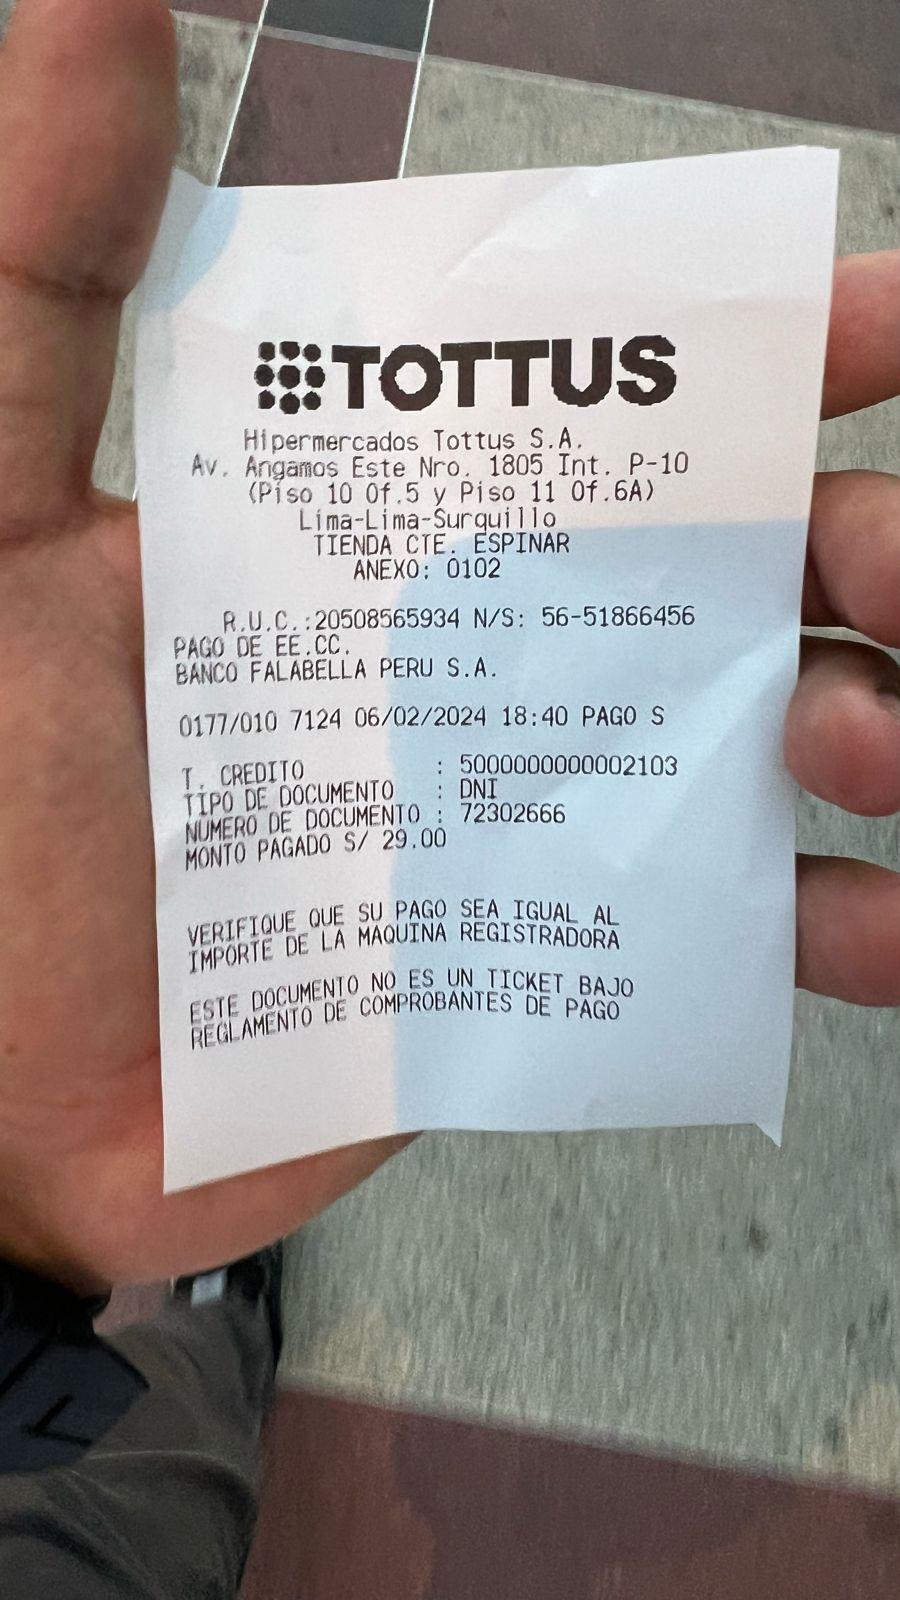 TOTTUS
Hipermercados Tottus S.A.
Av. Angamos Este Nro. 1805 Int. P-10
(Piso 10 Of.5 y Piso 11 Of.6A)
Lima-Lima-Surquillo
TIENDA CTE. ESPINAR
ANEXO: 0102
R.U.C.:20508565934 N/S: 56-51866456
PAGO DE EE.CC.
BANCO FALABELLA PERU S.A.
0177/010 7124 06/02/2024 18:40 PAGO S
T. CREDITO : 5000000000002103
TIPO DE DOCUMENTO : DNI
NUMERO DE DOCUMENTO : 72302666
MONTO PAGADO S/ 29.00
VERIFIQUE QUE SU PAGO SEA IGUAL AL
IMPORTE DE LA MAQUINA REGISTRADORA
ESTE DOCUMENTO NO ES UN TICKET BAJO
REGLAMENTO DE COMPROBANTES DE PAGO